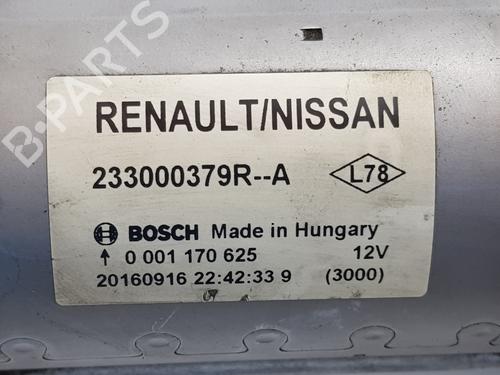 RENAULT/NISSAN
233000379R--A L78
BOSCH Made in Hungary
0 001 170 625 12V
20160916 22:42:33 9 (3000)
B-PARTS